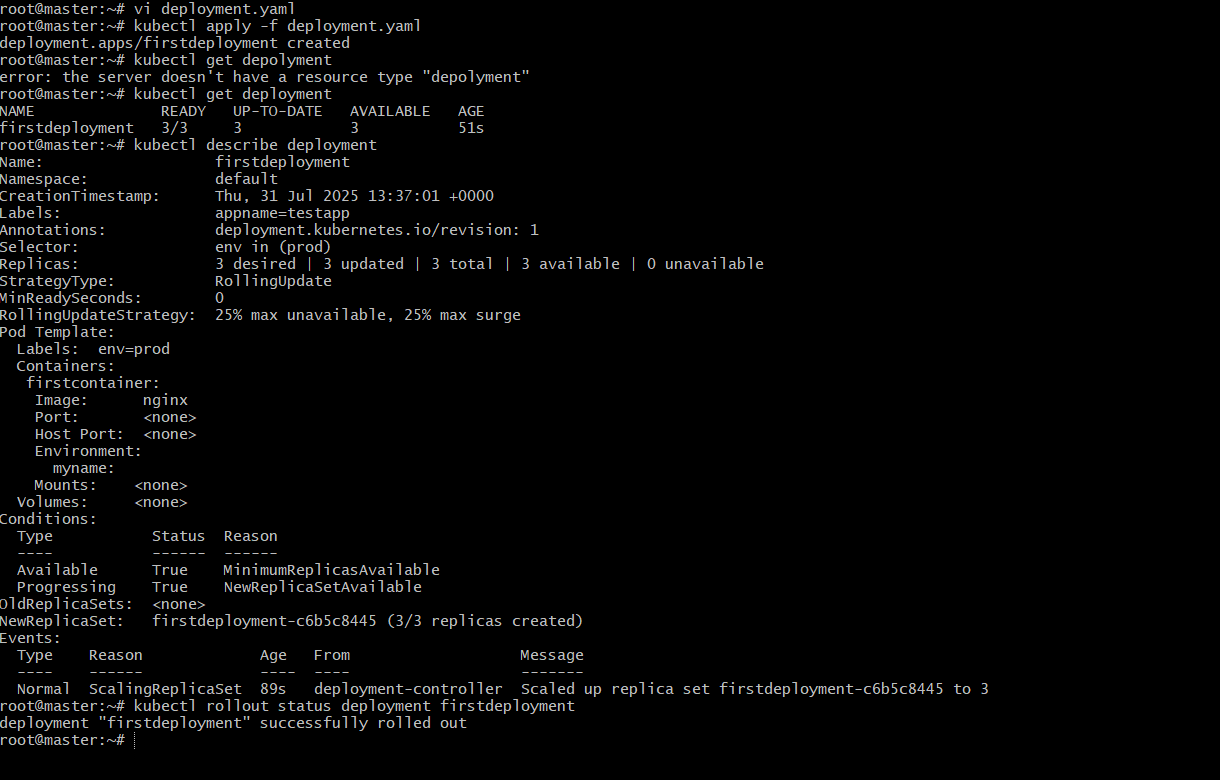 root@master:~# vi deployment.yaml
root@master:~# kubectl apply -f deployment.yaml
deployment.apps/firstdeployment created
root@master:~# kubectl get depolyment
error: the server doesn't have a resource type "depolyment"
root@master:~# kubectl get deployment
NAME              READY   UP-TO-DATE   AVAILABLE   AGE
firstdeployment   3/3     3            3           51s
root@master:~# kubectl describe deployment
Name:                   firstdeployment
Namespace:              default
CreationTimestamp:      Thu, 31 Jul 2025 13:37:01 +0000
Labels:                 appname=testapp
Annotations:            deployment.kubernetes.io/revision: 1
Selector:               env in (prod)
Replicas:               3 desired | 3 updated | 3 total | 3 available | 0 unavailable
StrategyType:           RollingUpdate
MinReadySeconds:        0
RollingUpdateStrategy:  25% max unavailable, 25% max surge
Pod Template:
  Labels:  env=prod
  Containers:
   firstcontainer:
    Image:      nginx
    Port:       <none>
    Host Port:  <none>
    Environment:
      myname:
    Mounts:    <none>
  Volumes:     <none>
Conditions:
  Type           Status  Reason
  ----           ------  ------
  Available      True    MinimumReplicasAvailable
  Progressing    True    NewReplicaSetAvailable
OldReplicaSets:  <none>
NewReplicaSet:   firstdeployment-c6b5c8445 (3/3 replicas created)
Events:
  Type    Reason             Age   From                   Message
  ----    ------             ----  ----                   -------
  Normal  ScalingReplicaSet  89s   deployment-controller  Scaled up replica set firstdeployment-c6b5c8445 to 3
root@master:~# kubectl rollout status deployment firstdeployment
deployment "firstdeployment" successfully rolled out
root@master:~#